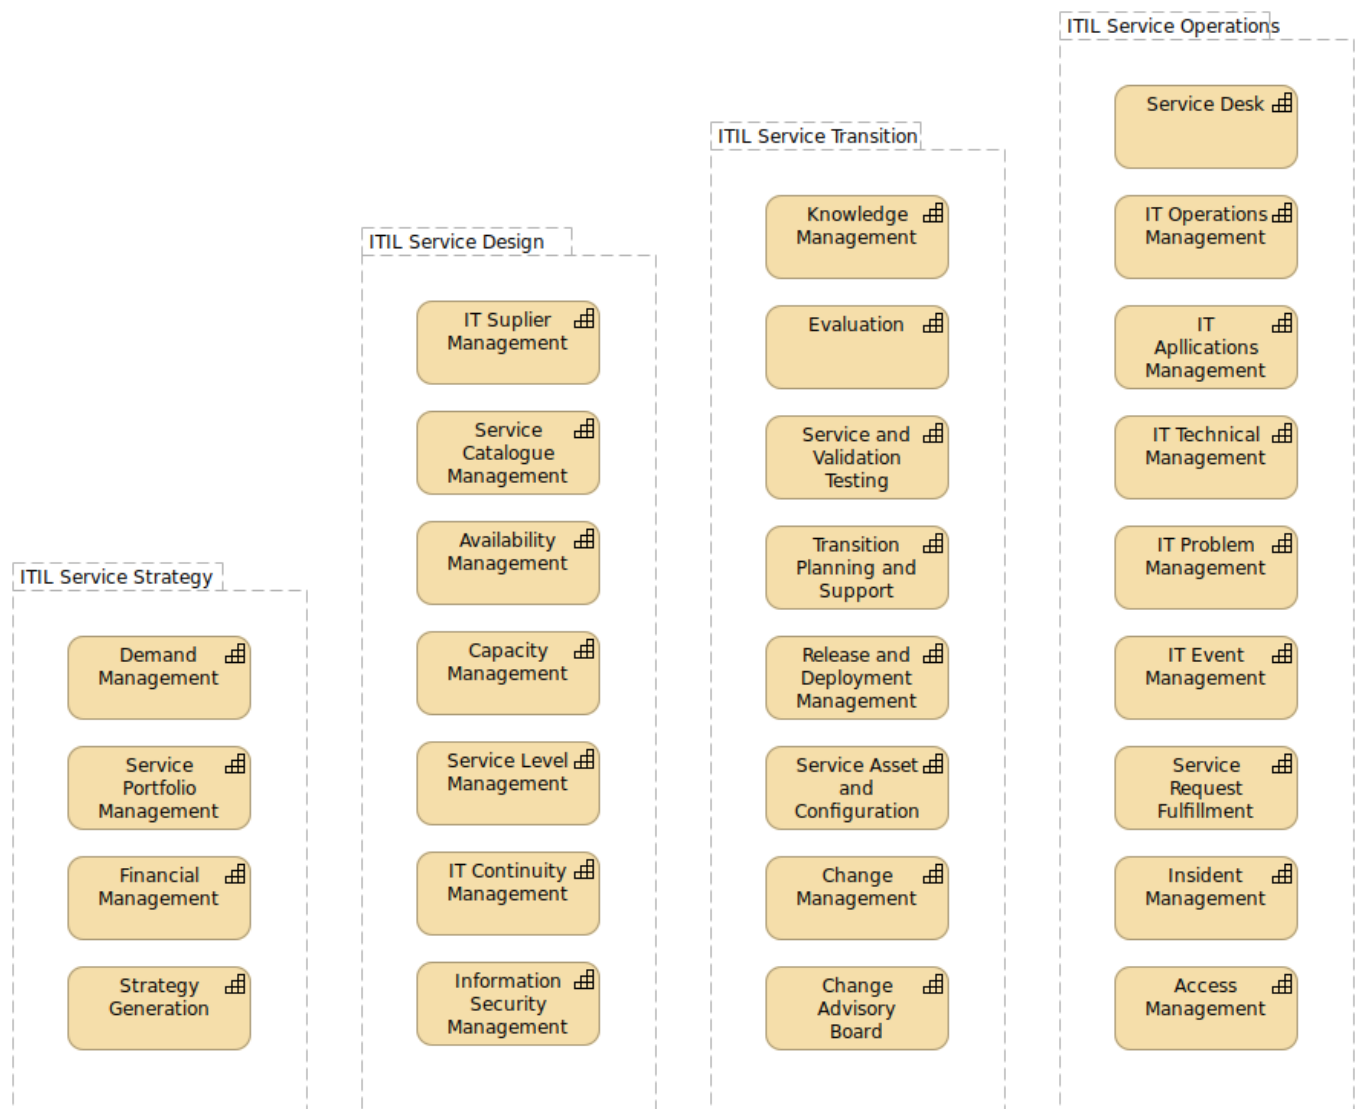 ITIL Service Strategy
Demand
Management
Service
Portfolio
Management
Financial
Management
Strategy
Generation
ITIL Service Design
IT Suplier
Management
Service
Catalogue
Management
Availability
Management
Capacity
Management
Service Level
Management
IT Continuity
Management
Information
Security
Management
ITIL Service Transition
Knowledge
Management
Evaluation
Service and
Validation
Testing
Transition
Planning and
Support
Release and
Deployment
Management
Service Asset
and
Configuration
Change
Management
Change
Advisory
Board
ITIL Service Operations
Service Desk
IT Operations
Management
IT
Apllications
Management
IT Technical
Management
IT Problem
Management
IT Event
Management
Service
Request
Fulfillment
Insident
Management
Access
Management